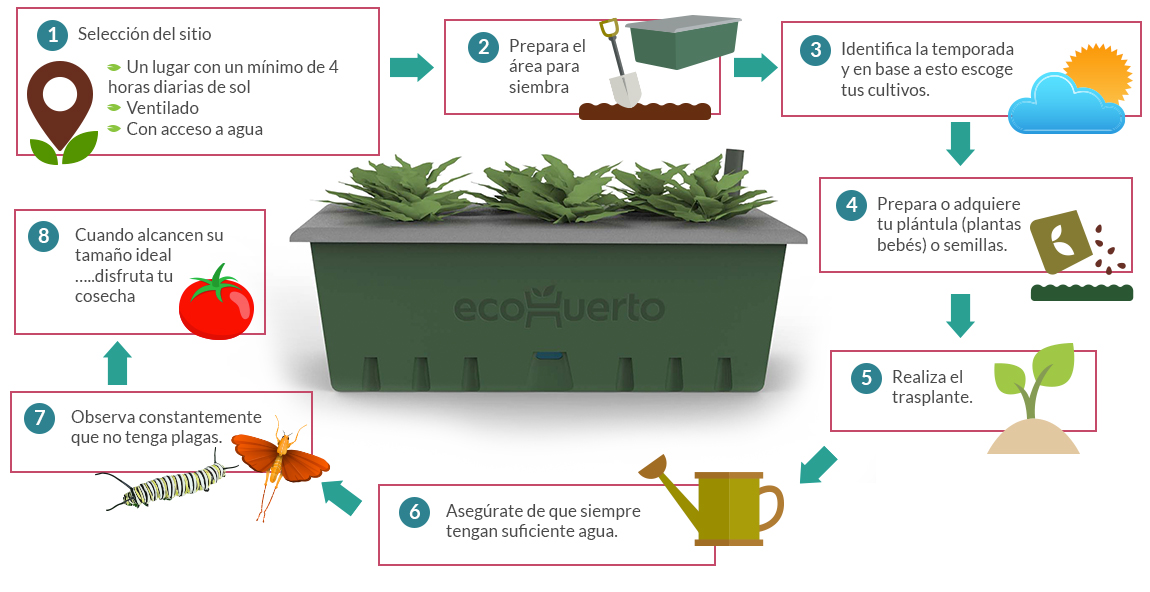 1
Selección del sitio
Un lugar con un mínimo de 4
horas diarias de sol
Ventilado
Con acceso a agua
2
Prepara el
área para
siembra
3
Identifica la temporada
y en base a esto escoge
tus cultivos.
4
Prepara o adquiere
tu plántula (plantas
bebés) o semillas.
5
Realiza el
trasplante.
6
Asegúrate de que siempre
tengan suficiente agua.
7
Observa constantemente
que no tenga plagas.
8
Cuando alcancen su
tamaño ideal
.....disfruta tu
cosecha
ecoHuerto